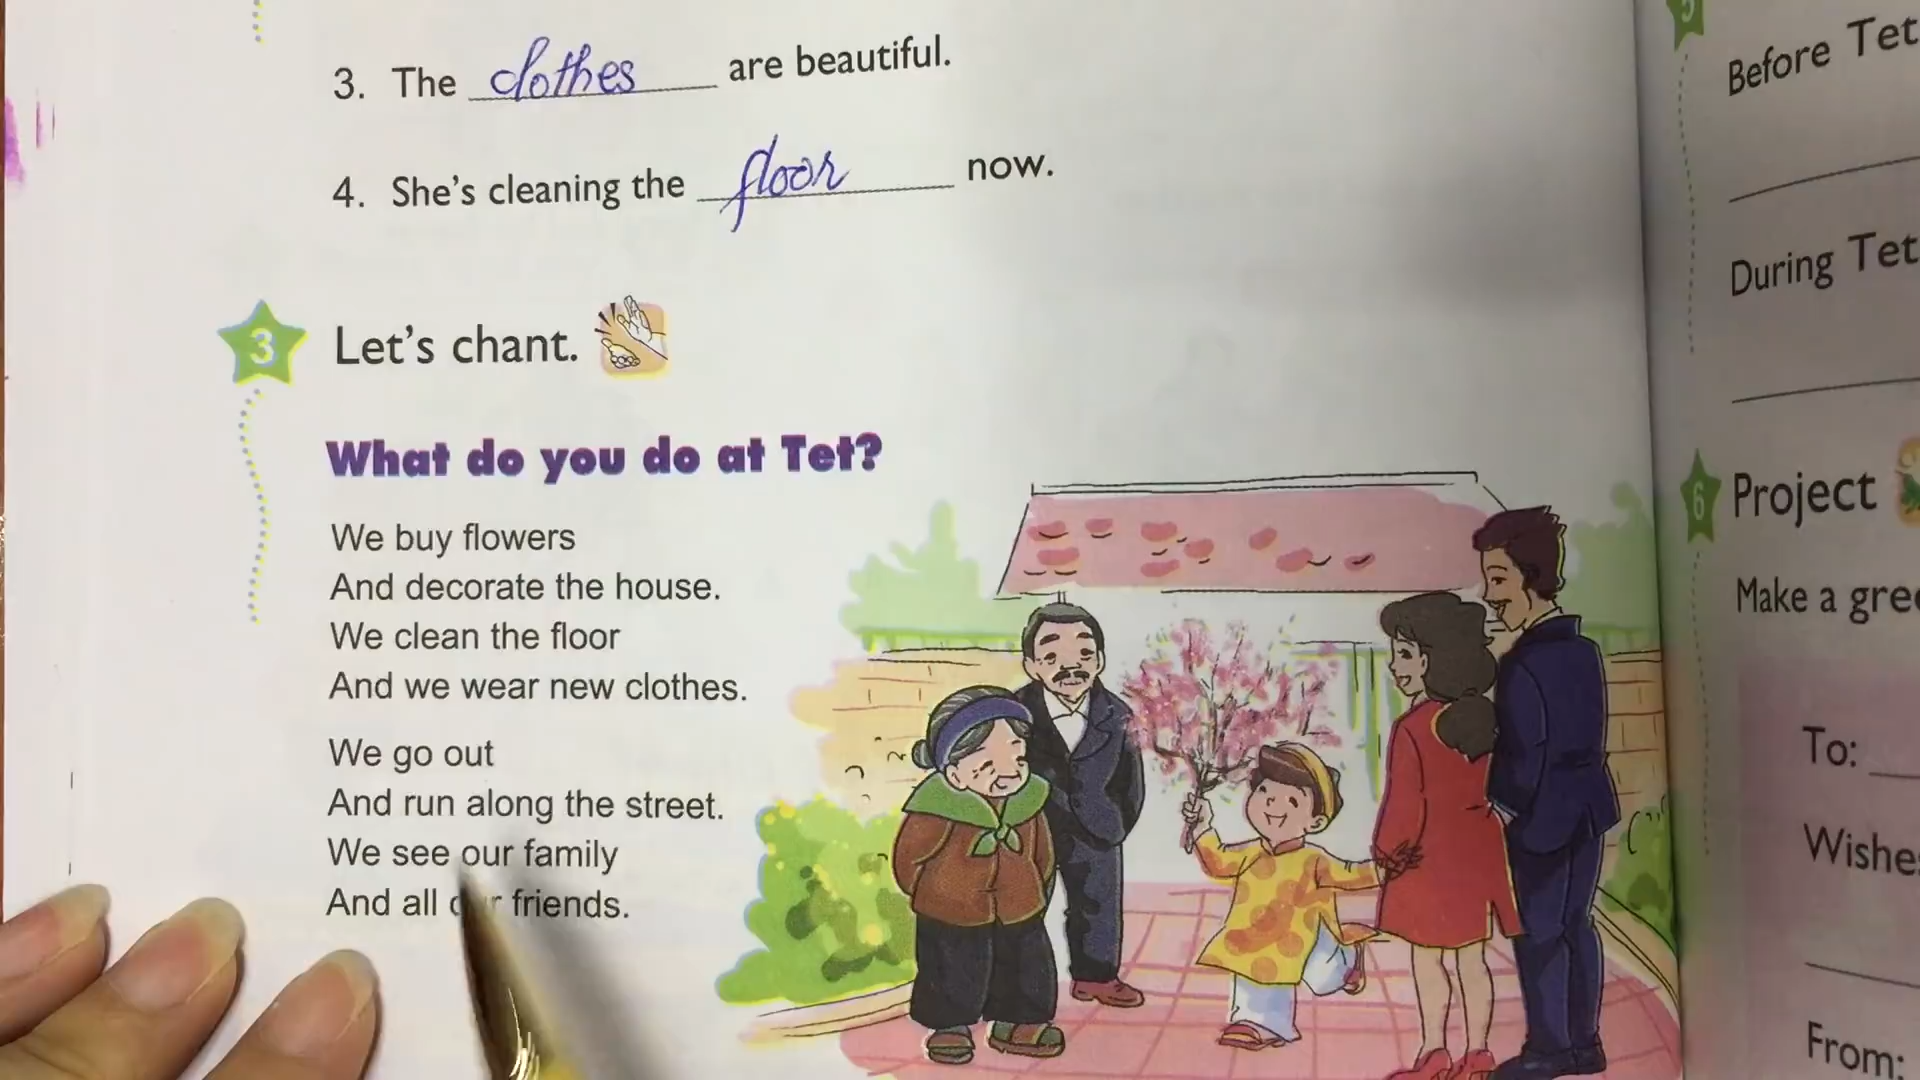 3. The clothes are beautiful.
4. She's cleaning the floor now.
3 Let's chant.
What do you do at Tet?
We buy flowers
And decorate the house.
We clean the floor
And we wear new clothes.
We go out
And run along the street.
We see our family
And all our friends.
5
Before Tet
During Tet
6 Project
Make a
To:
From: